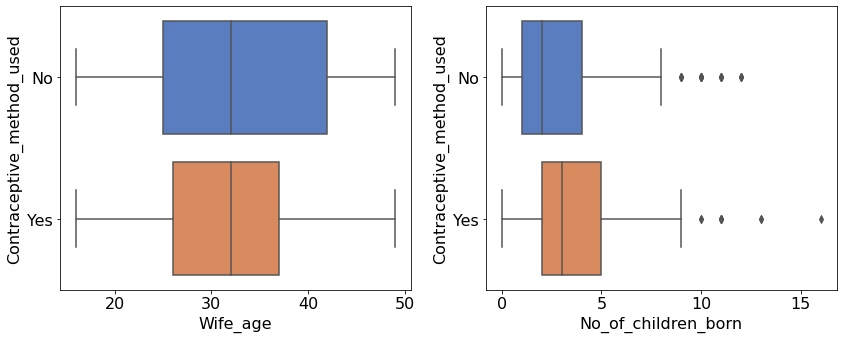 Contraceptive_method_used
No
Yes
20 30 40 50
Wife_age
Contraceptive_method_used
No
Yes
0 5 10 15
No_of_children_born